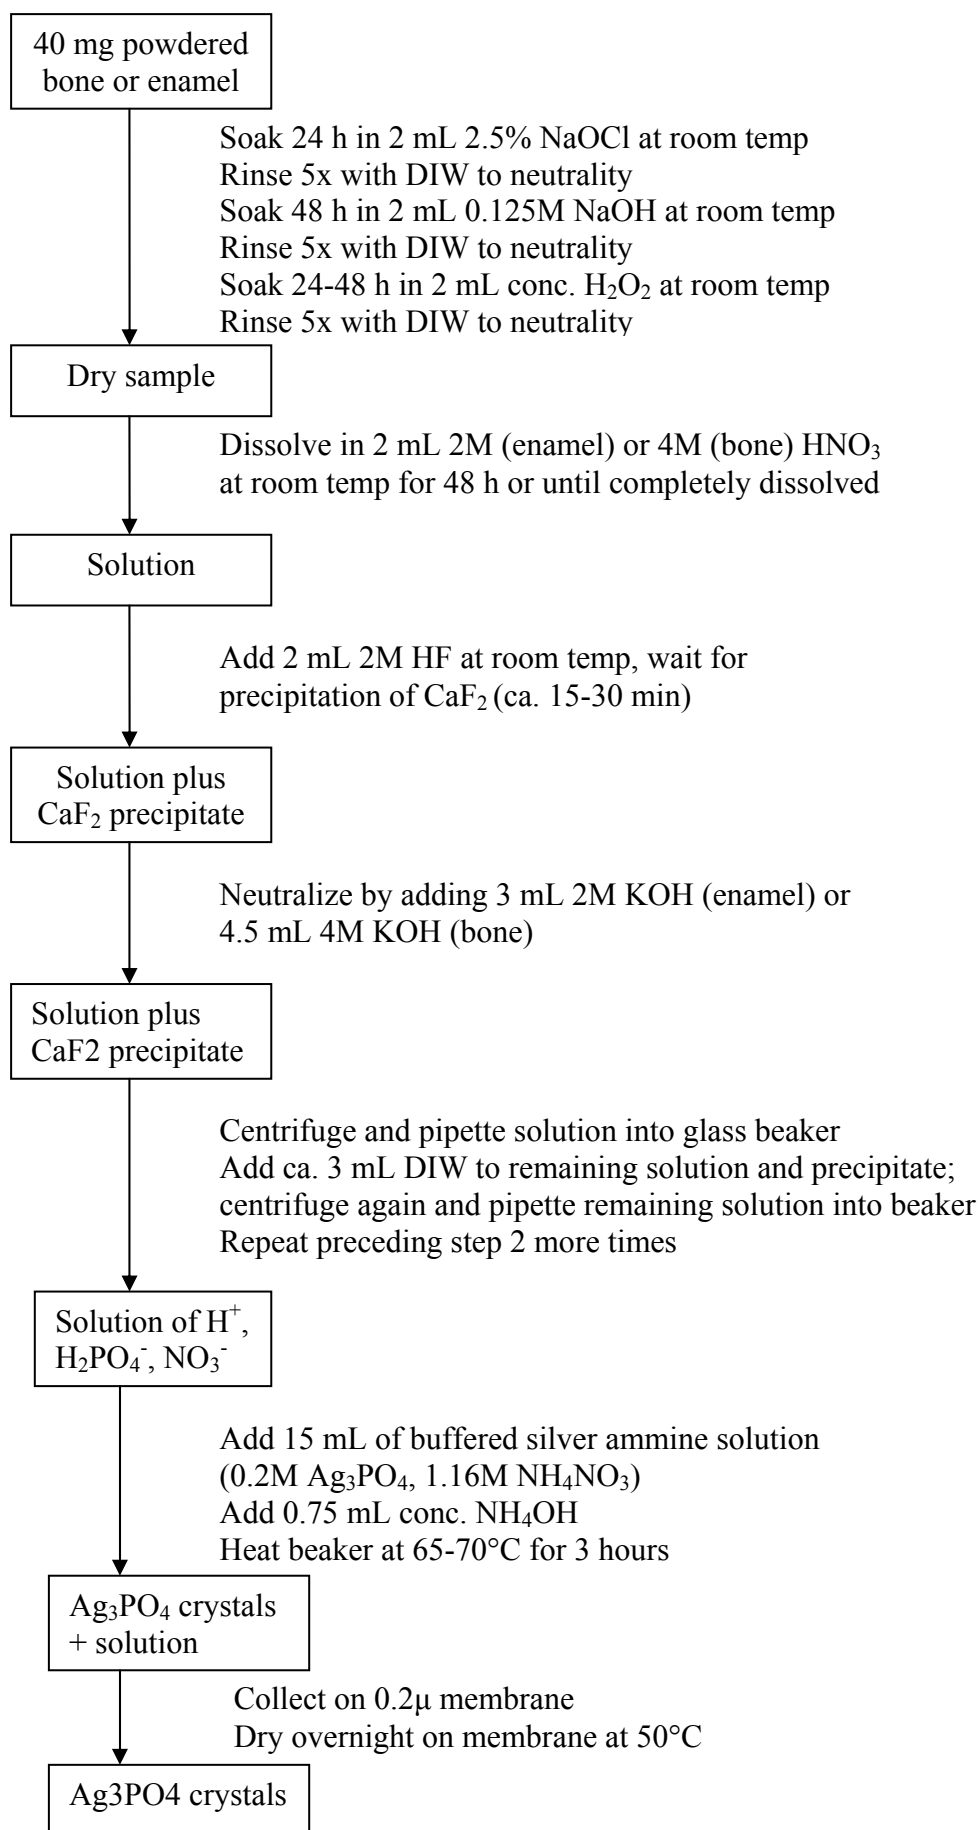 40 mg powdered
bone or enamel
Soak 24 h in 2 mL 2.5% NaOCl at room temp
Rinse 5x with DIW to neutrality
Soak 48 h in 2 mL 0.125M NaOH at room temp
Rinse 5x with DIW to neutrality
Soak 24-48 h in 2 mL conc. H₂O₂ at room temp
Rinse 5x with DIW to neutrality
Dry sample
Dissolve in 2 mL 2M (enamel) or 4M (bone) HNO₃
at room temp for 48 h or until completely dissolved
Solution
Add 2 mL 2M HF at room temp, wait for
precipitation of CaF₂ (ca. 15-30 min)
Solution plus
CaF₂ precipitate
Neutralize by adding 3 mL 2M KOH (enamel) or
4.5 mL 4M KOH (bone)
Solution plus
CaF2 precipitate
Centrifuge and pipette solution into glass beaker
Add ca. 3 mL DIW to remaining solution and precipitate;
centrifuge again and pipette remaining solution into beaker
Repeat preceding step 2 more times
Solution of H⁺,
H₂PO₄⁻, NO₃⁻
Add 15 mL of buffered silver ammine solution
(0.2M Ag₃PO₄, 1.16M NH₄NO₃)
Add 0.75 mL conc. NH₄OH
Heat beaker at 65-70°C for 3 hours
Ag₃PO₄ crystals
+ solution
Collect on 0.2μ membrane
Dry overnight on membrane at 50°C
Ag3PO4 crystals